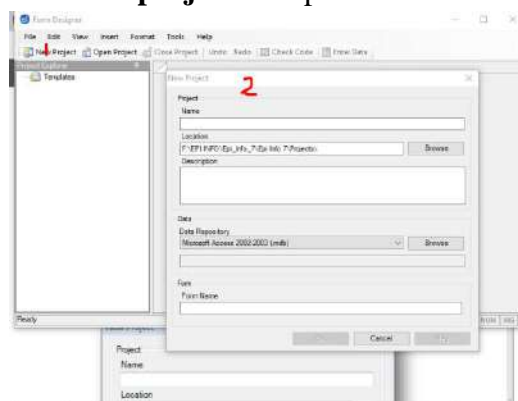 project
Form Designer
File Edit View Insert Format Tools Help
New Project Open Project Close Project Undo Redo Check Code Enter Data
Project Explorer
Templates
New Project
2
Project
Name
Location
Browse
Description
Data
Data Repository
Microsoft Access 2002-2003 (.mdb)
Browse
Form
Form Name
Cancel
Ready
Project
Name
Location